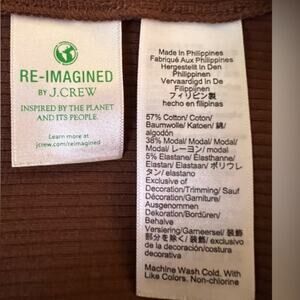 RE-IMAGINED
BY J.CREW
INSPIRED BY THE PLANET
AND ITS PEOPLE.
Learn more at
jcrew.com/reimagined
Made In Philippines
Fabriqué Aux Philippines
Hergestellt In Den
Philippinen
Vervaardigd In De
Filippijnen
フィリピン製
hecho en filipinas
57% Cotton/ Coton/
Baumwolle/ Katoen/ 綿/
algodón
38% Modal/ Modal/ Modal/
Modal/ レーヨン/ modal
5% Elastane/ Elasthanne/
Elastan/ Elastaan/ ポリウレ
タン/ elastano
Exclusive of
Decoration/Trimming/ Sauf
Décoration/Garniture/
Ausgenommen
Dekoration/Bordüren/
Behalve
Versiering/Garneersel/ 装飾
部分を除く/ 装飾/ exclusivo
de la decoración/costura
decorativa
Machine Wash Cold. With
Like Colors. Non-chlorine